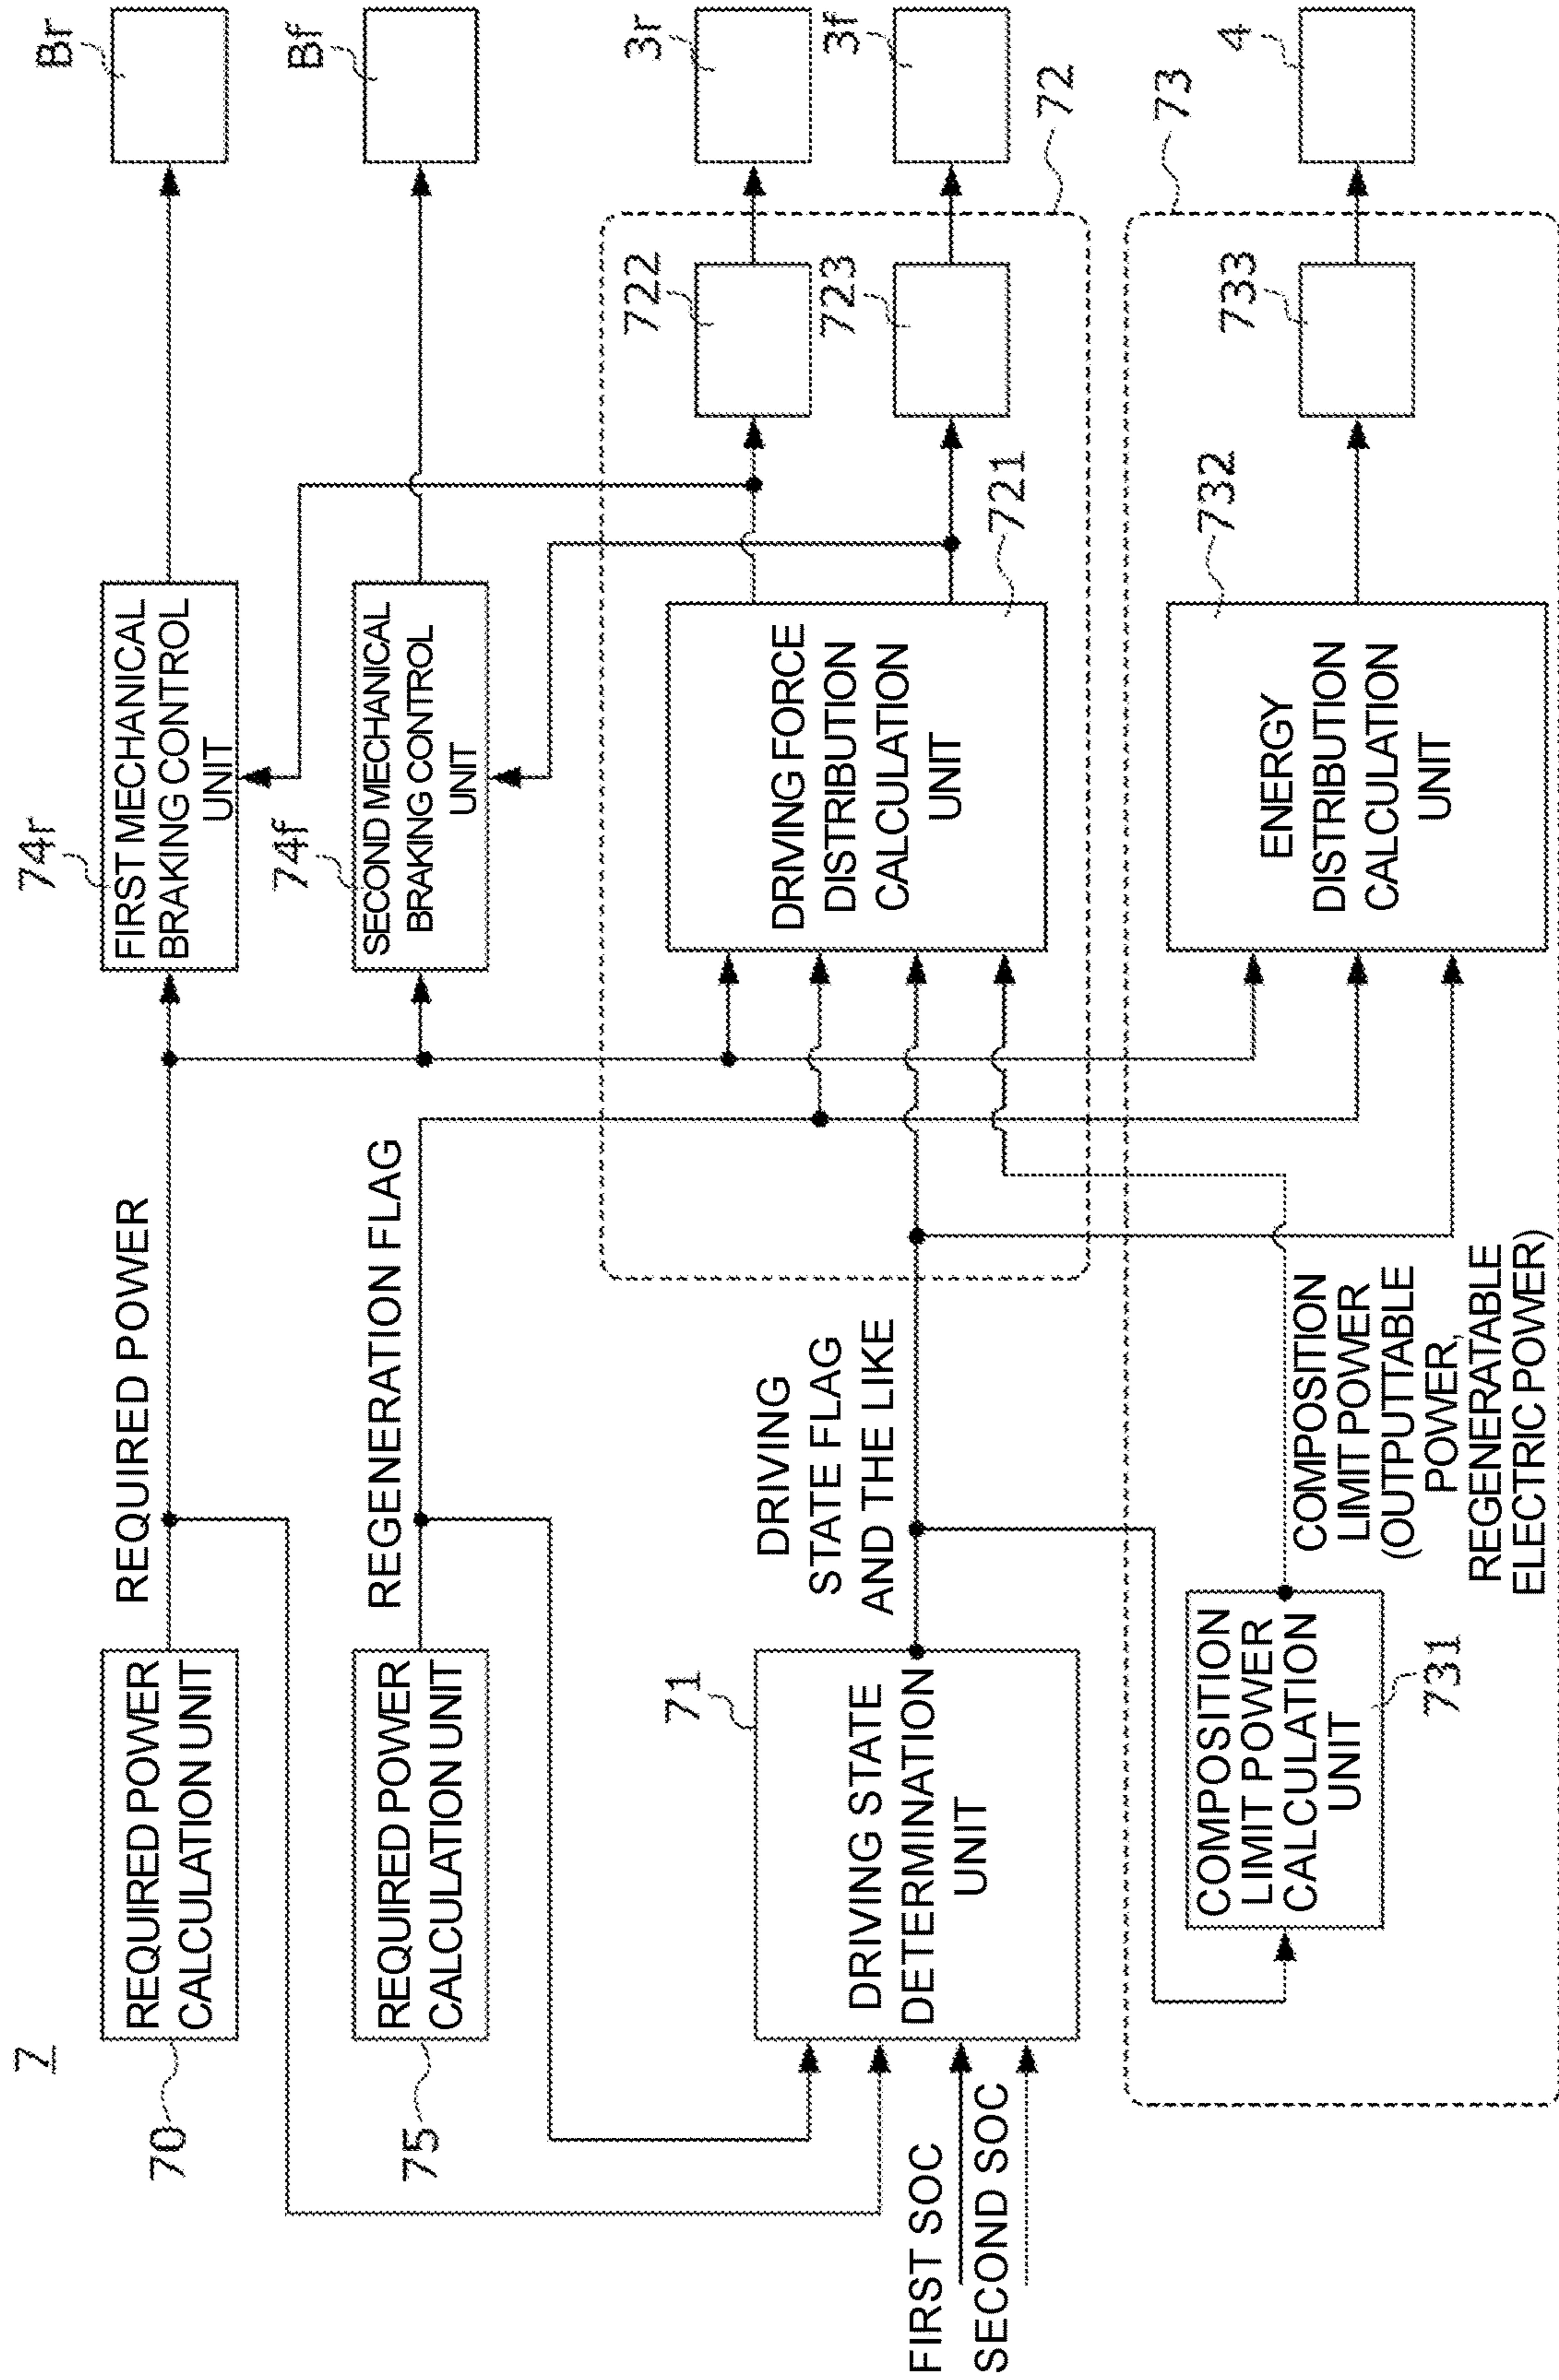 7
70
REQUIRED POWER
CALCULATION UNIT
REQUIRED POWER
74r
FIRST MECHANICAL
BRAKING CONTROL
UNIT
Br
75
REQUIRED POWER
CALCULATION UNIT
REGENERATION FLAG
74f
SECOND MECHANICAL
BRAKING CONTROL
UNIT
Bf
FIRST SOC
SECOND SOC
71
DRIVING STATE
DETERMINATION
UNIT
DRIVING
STATE FLAG
AND THE LIKE
DRIVING FORCE
DISTRIBUTION
CALCULATION
UNIT
721
722
723
3r
3f
72
73
COMPOSITION
LIMIT POWER
CALCULATION
UNIT
731
COMPOSITION
LIMIT POWER
(OUTPUTTABLE
POWER,
REGENERATABLE
ELECTRIC POWER)
732
ENERGY
DISTRIBUTION
CALCULATION
UNIT
733
4